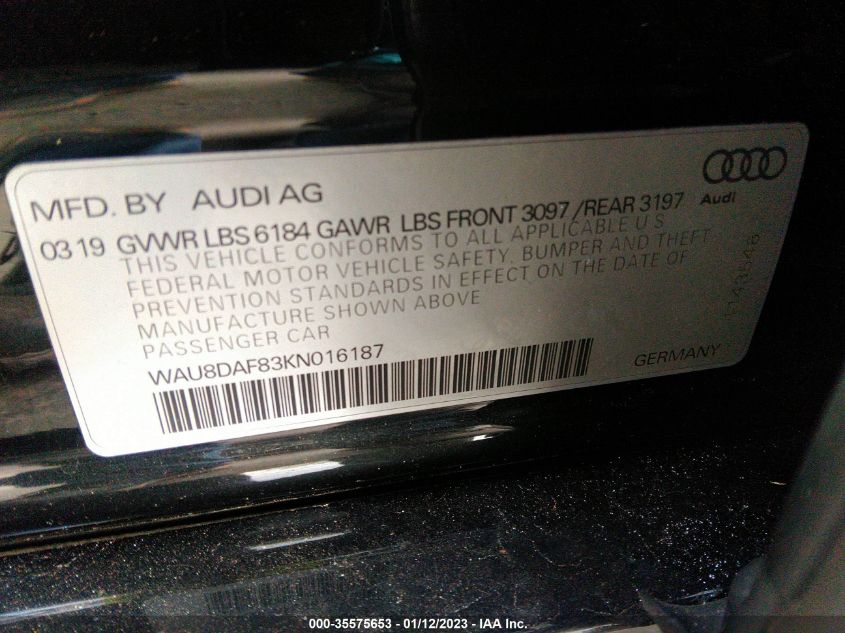 MFD. BY AUDI AG
Audi
03 19 GVWR LBS 6184 GAWR LBS FRONT 3097 /REAR 3197
THIS VEHICLE CONFORMS TO ALL APPLICABLE U S
FEDERAL MOTOR VEHICLE SAFETY, BUMPER AND THEFT
PREVENTION STANDARDS IN EFFECT ON THE DATE OF
MANUFACTURE SHOWN ABOVE
PASSENGER CAR
WAU8DAF83KN016187
GERMANY
000-35575653 - 01/12/2023 - IAA Inc.